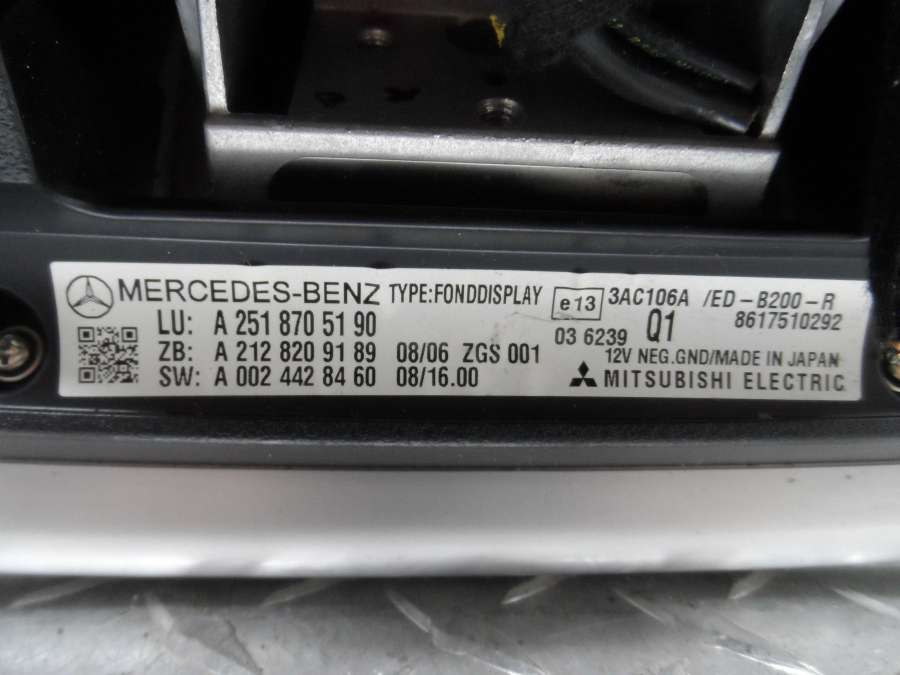 MERCEDES-BENZ TYPE:FONDDISPLAY
LU: A 251 870 51 90
ZB: A 212 820 91 89 08/06 ZGS 001
SW: A 002 442 84 60 08/16.00
e13 3AC106A /ED-B200-R
03 6239 Q1 8617510292
12V NEG.GND/MADE IN JAPAN
MITSUBISHI ELECTRIC